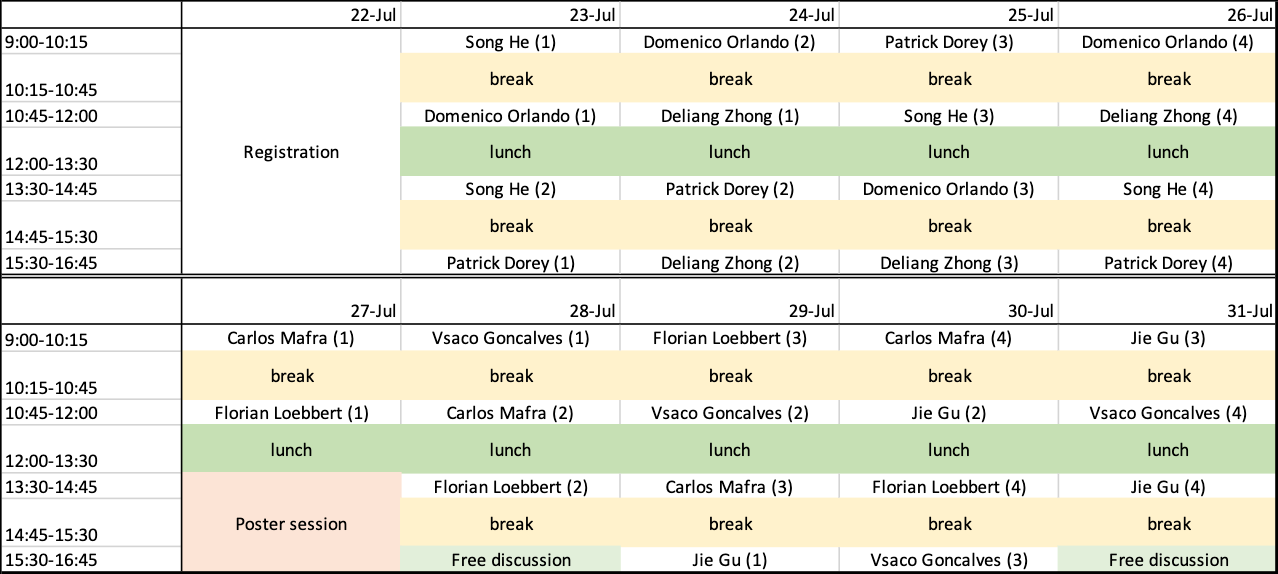 22-Jul 23-Jul 24-Jul 25-Jul 26-Jul
9:00-10:15 Song He (1) Domenico Orlando (2) Patrick Dorey (3) Domenico Orlando (4)
10:15-10:45 break break break break
10:45-12:00 Domenico Orlando (1) Deliang Zhong (1) Song He (3) Deliang Zhong (4)
12:00-13:30 Registration lunch lunch lunch lunch
13:30-14:45 Song He (2) Patrick Dorey (2) Domenico Orlando (3) Song He (4)
14:45-15:30 break break break break
15:30-16:45 Patrick Dorey (1) Deliang Zhong (2) Deliang Zhong (3) Patrick Dorey (4)
27-Jul 28-Jul 29-Jul 30-Jul 31-Jul
9:00-10:15 Carlos Mafra (1) Vsaco Goncalves (1) Florian Loebbert (3) Carlos Mafra (4) Jie Gu (3)
10:15-10:45 break break break break break
10:45-12:00 Florian Loebbert (1) Carlos Mafra (2) Vsaco Goncalves (2) Jie Gu (2) Vsaco Goncalves (4)
12:00-13:30 lunch lunch lunch lunch lunch
13:30-14:45 Florian Loebbert (2) Carlos Mafra (3) Florian Loebbert (4) Jie Gu (4)
14:45-15:30 Poster session break break break break
15:30-16:45 Free discussion Jie Gu (1) Vsaco Goncalves (3) Free discussion